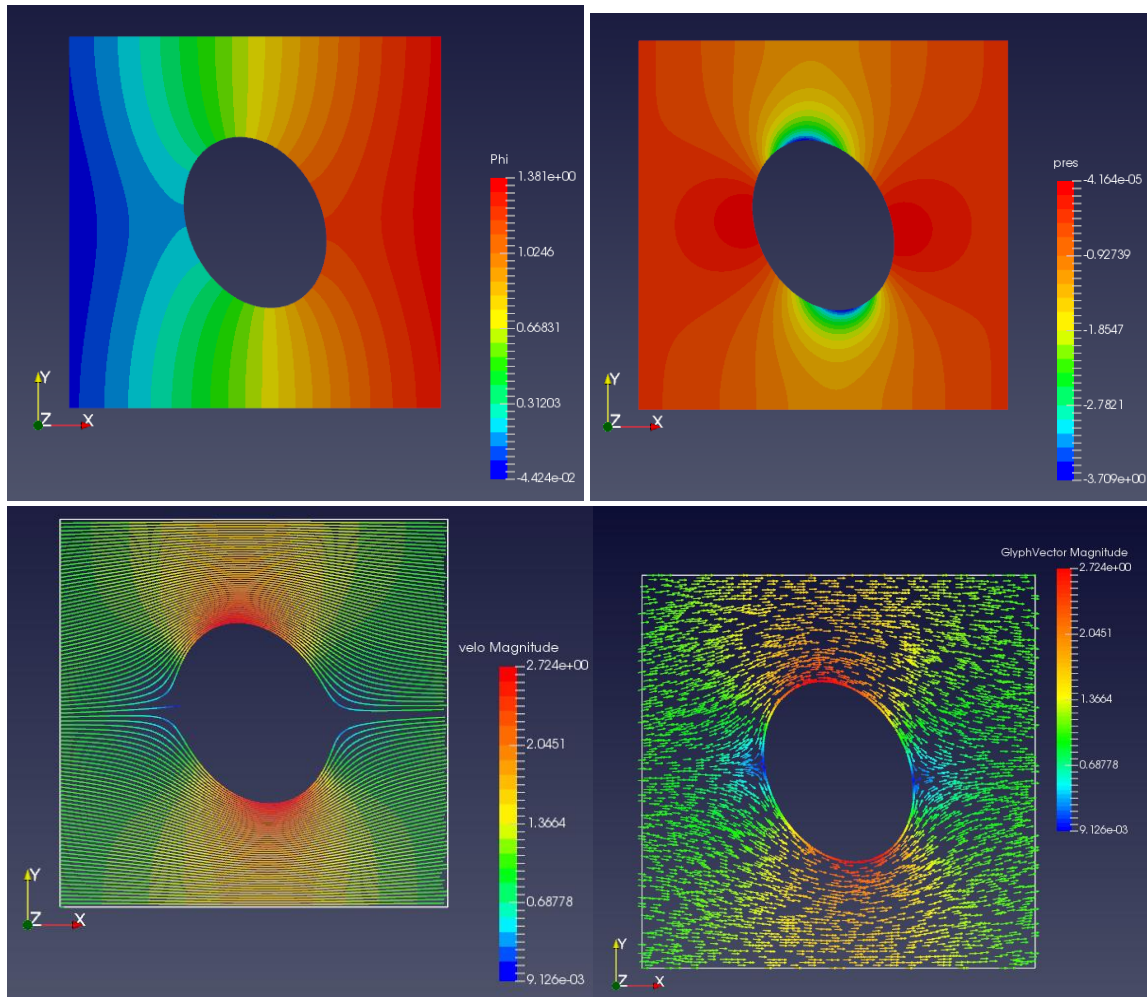 Phi
1.381e+00
1.0246
0.66831
0.31203
-4.424e-02
Y
Z
X
pres
-4.164e-05
-0.92739
-1.8547
-2.7821
-3.709e+00
Y
Z
X
velo Magnitude
2.724e+00
2.0451
1.3664
0.68778
9.126e-03
Y
Z
X
GlyphVector Magnitude
2.724e+00
2.0451
1.3664
0.68778
9.126e-03
Y
Z
X